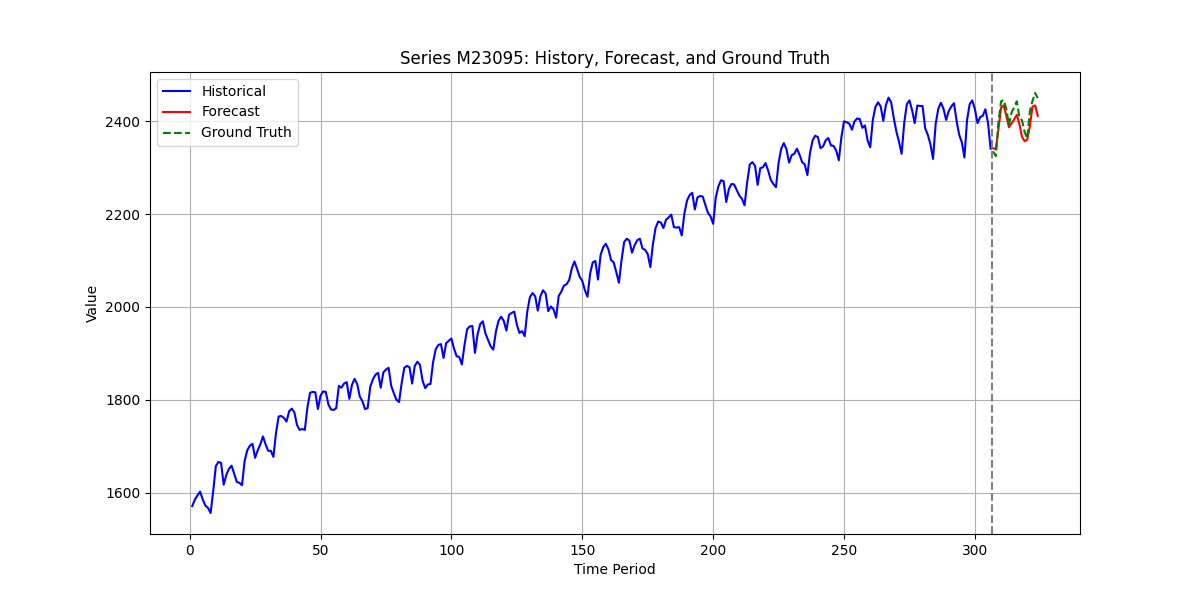 Series M23095: History, Forecast, and Ground Truth
Historical
Forecast
Ground Truth
Value
2400
2200
2000
1800
1600
0 50 100 150 200 250 300
Time Period